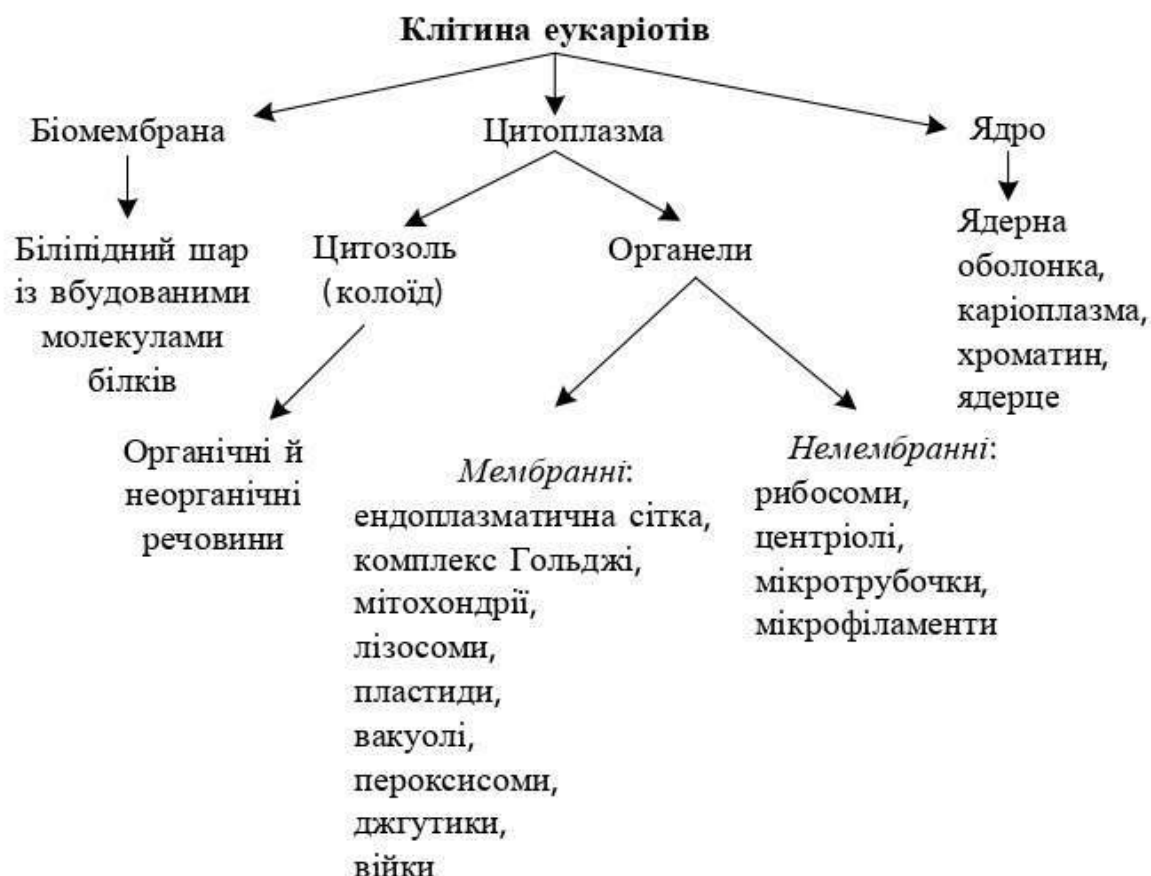 Клітина еукаріотів
Біомембрана
Цитоплазма
Ядро
Біліпідний шар
із вбудованими
молекулами
білків
Цитозоль
(колоїд)
Органели
Ядерна
оболонка,
каріоплазма,
хроматин,
ядерце
Органічні й
неорганічні
речовини
Мембранні:
ендоплазматична сітка,
комплекс Гольджі,
мітохондрії,
лізосоми,
пластиди,
вакуолі,
пероксисоми,
джгутики,
війки
Немембранні:
рибосоми,
центріолі,
мікротрубочки,
мікрофіламенти